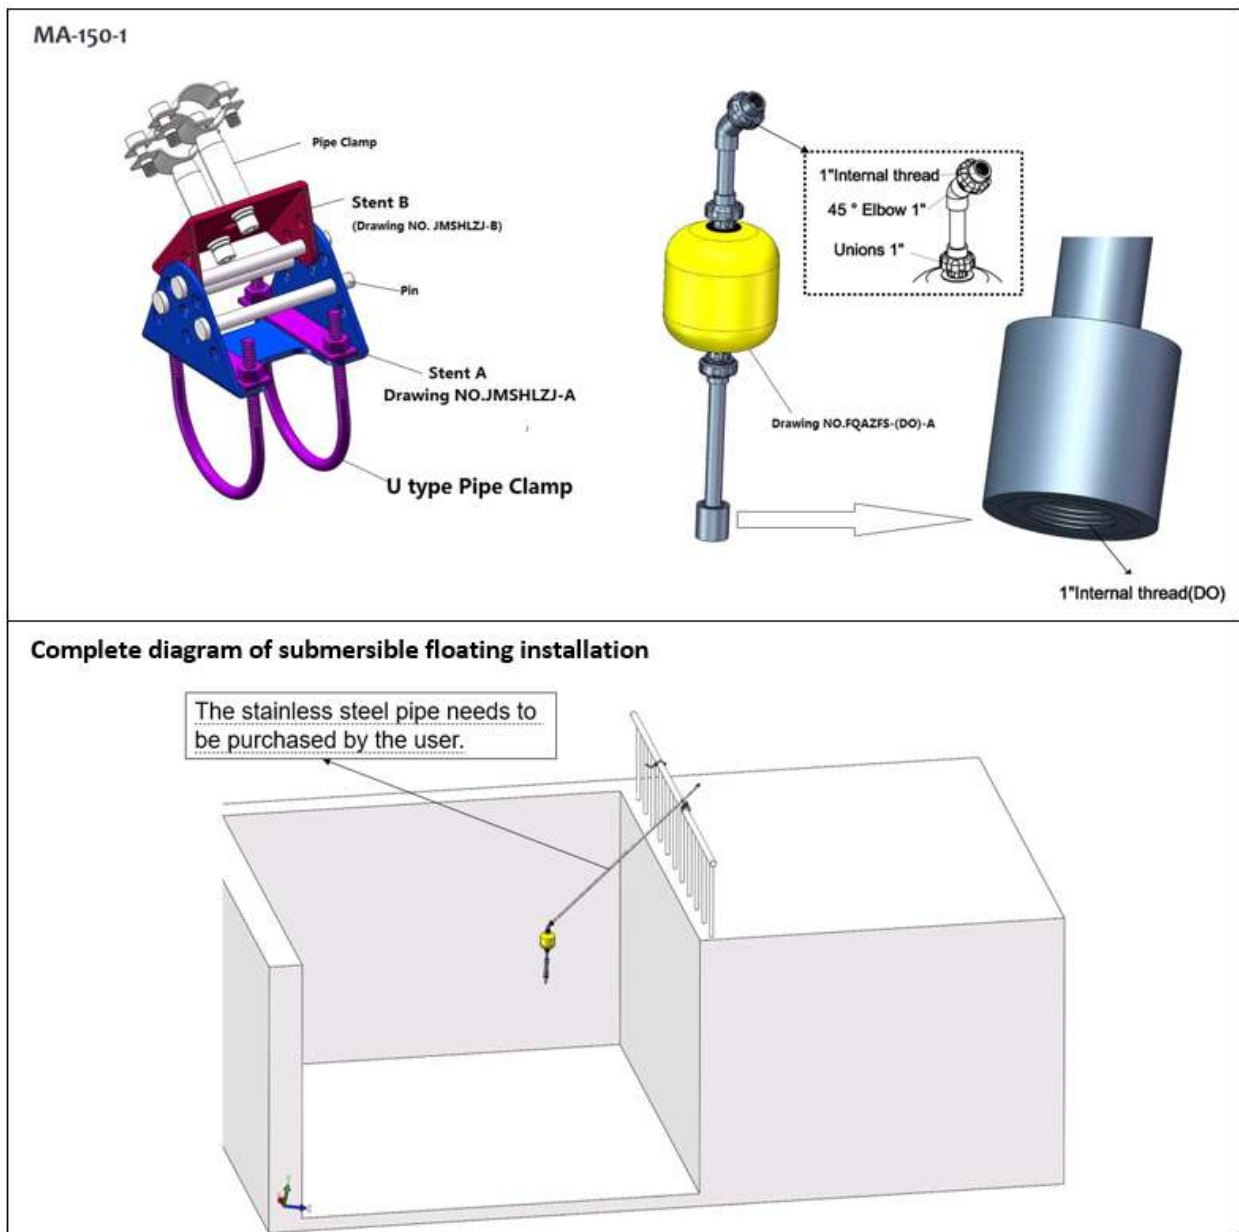 MA-150-1
Pipe Clamp
Stent B
(Drawing NO. JMSHLZJ-B)
Pin
Stent A
Drawing NO.JMSHLZJ-A
U type Pipe Clamp
1"Internal thread
45 ° Elbow 1"
Unions 1"
Drawing NO.FQAZFS-(DO)-A
1"Internal thread(DO)
Complete diagram of submersible floating installation
The stainless steel pipe needs to
be purchased by the user.